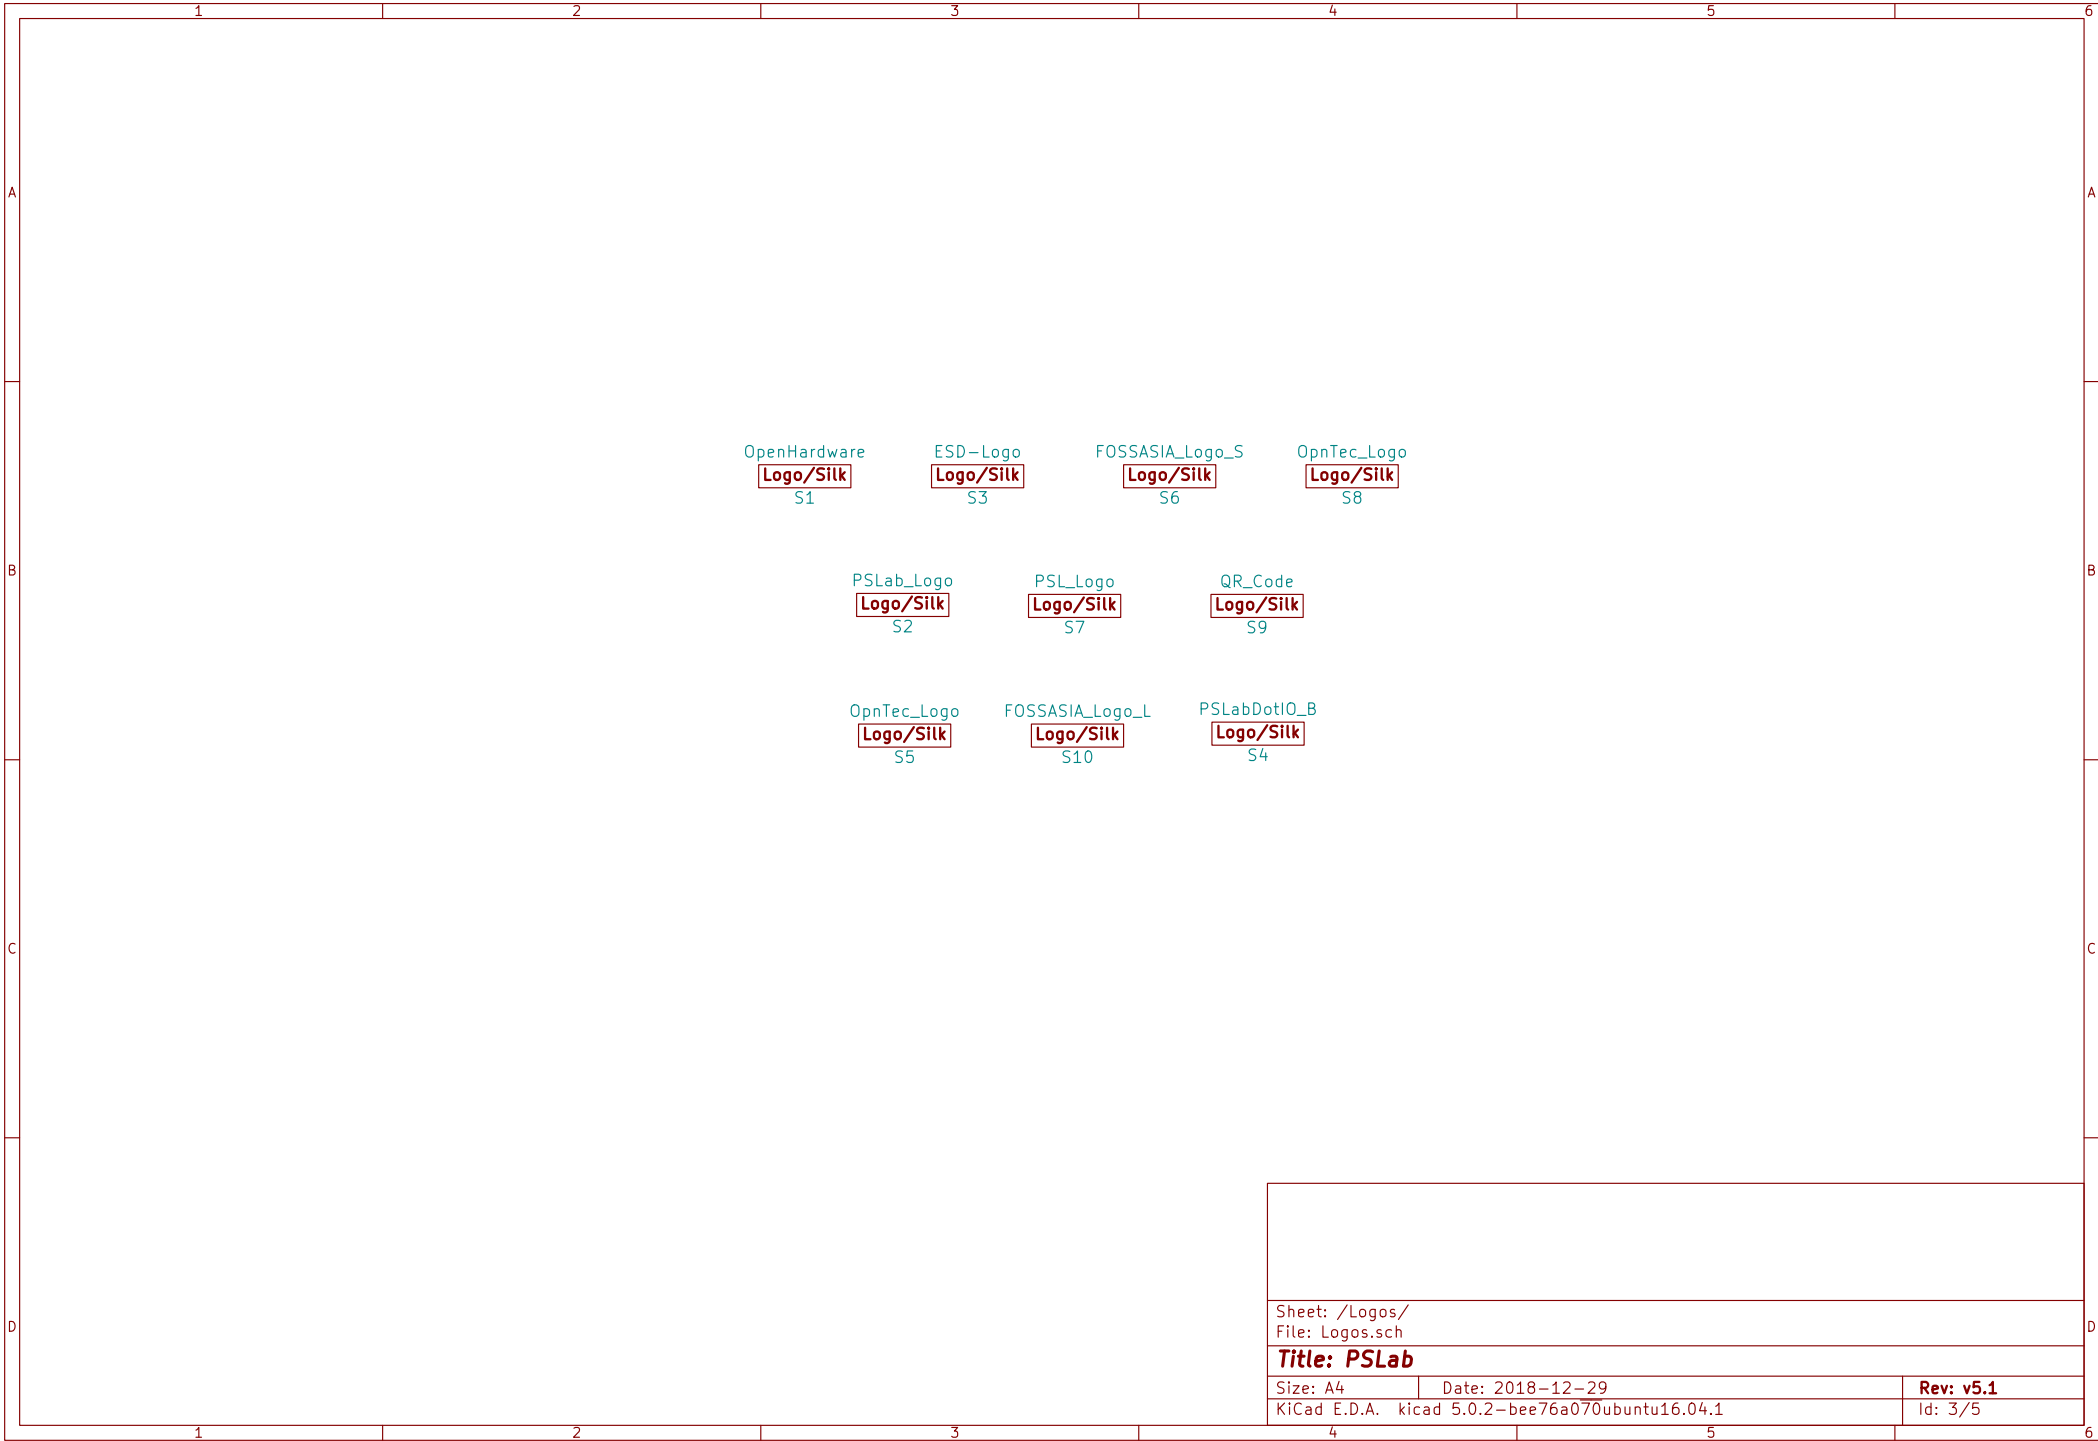 1 2 3 4 5 6
A A
OpenHardware ESD-Logo FOSSASIA_Logo_S OpnTec_Logo
Logo/Silk Logo/Silk Logo/Silk Logo/Silk
S1 S3 S6 S8
B B
PSLab_Logo PSL_Logo QR_Code
Logo/Silk Logo/Silk Logo/Silk
S2 S7 S9
OpnTec_Logo FOSSASIA_Logo_L PSLabDotIO_B
Logo/Silk Logo/Silk Logo/Silk
S5 S10 S4
C C
Sheet: /Logos/
D D
File: Logos.sch
Title: PSLab
Size: A4 Date: 2018-12-29 Rev: v5.1
KiCad E.D.A. kicad 5.0.2-bee76a070ubuntu16.04.1 Id: 3/5
1 2 3 4 5 6